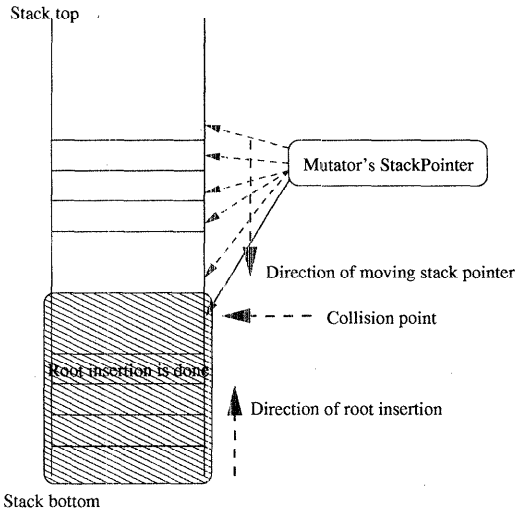 Stack top
Mutator's StackPointer
Direction of moving stack pointer
Collision point
Root insertion is done
Direction of root insertion
Stack bottom